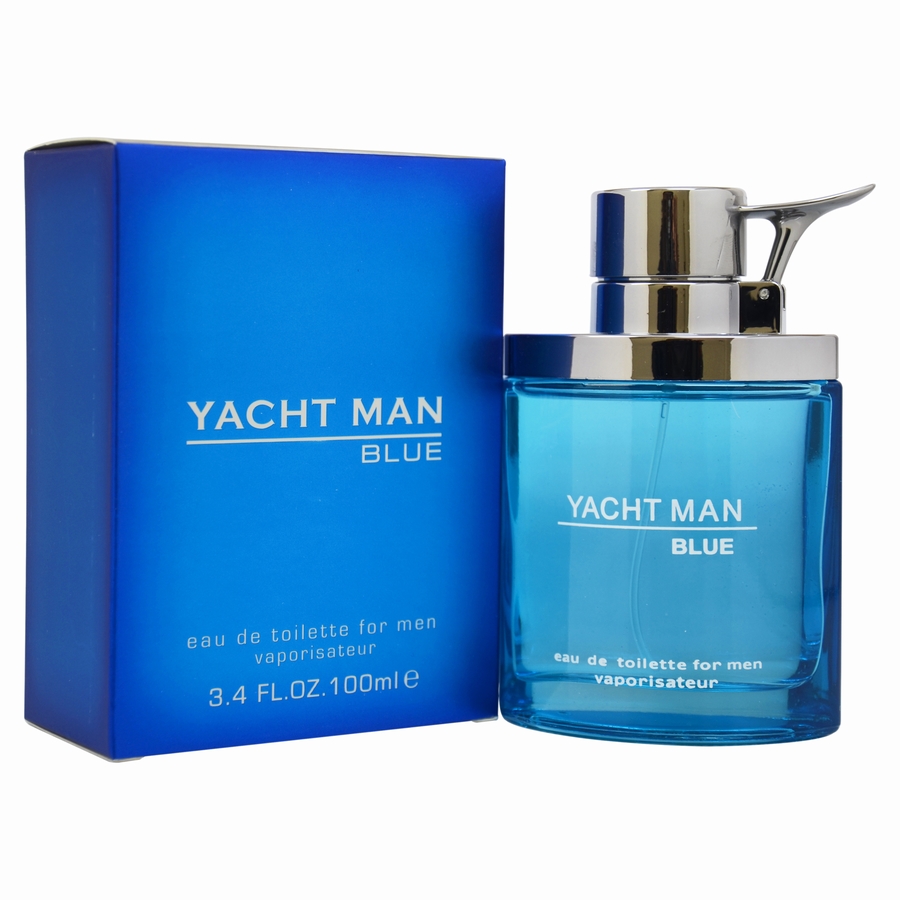 YACHT MAN
BLUE
eau de toilette for men
vaporisateur
3.4 FL.OZ.100ml℮
YACHT MAN
BLUE
eau de toilette for men
vaporisateur